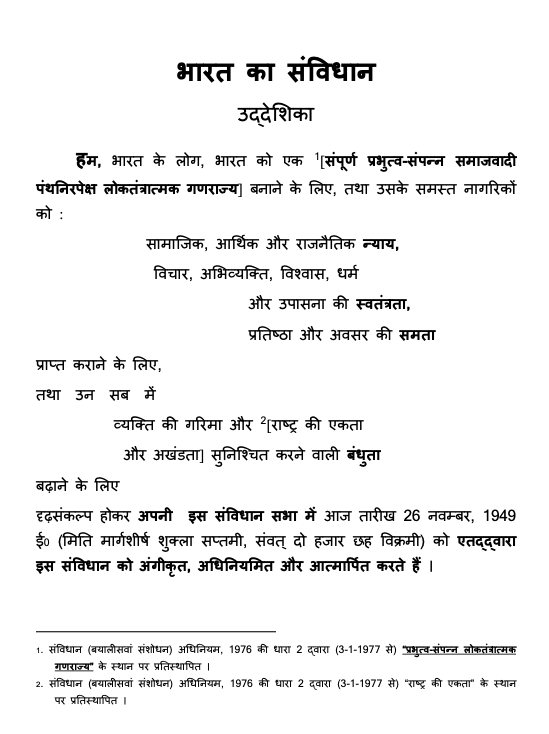 भारत का संविधान
उद्देशिका
हम, भारत के लोग, भारत को एक ¹[संपूर्ण प्रभुत्व-संपन्न समाजवादी
पंथनिरपेक्ष लोकतंत्रात्मक गणराज्य] बनाने के लिए, तथा उसके समस्त नागरिकों
को :
सामाजिक, आर्थिक और राजनैतिक न्याय,
विचार, अभिव्यक्ति, विश्वास, धर्म
और उपासना की स्वतंत्रता,
प्रतिष्ठा और अवसर की समता
प्राप्त कराने के लिए,
तथा उन सब में
व्यक्ति की गरिमा और ²[राष्ट्र की एकता
और अखंडता] सुनिश्चित करने वाली बंधुता
बढ़ाने के लिए
दृढ़संकल्प होकर अपनी इस संविधान सभा में आज तारीख 26 नवम्बर, 1949
ई० (मिति मार्गशीर्ष शुक्ला सप्तमी, संवत् दो हजार छह विक्रमी) को एतद्द्वारा
इस संविधान को अंगीकृत, अधिनियमित और आत्मार्पित करते हैं ।
1. संविधान (बयालीसवां संशोधन) अधिनियम, 1976 की धारा 2 द्वारा (3-1-1977 से) "प्रभुत्व-संपन्न लोकतंत्रात्मक
गणराज्य" के स्थान पर प्रतिस्थापित ।
2. संविधान (बयालीसवां संशोधन) अधिनियम, 1976 की धारा 2 द्वारा (3-1-1977 से) "राष्ट्र की एकता" के स्थान
पर प्रतिस्थापित ।